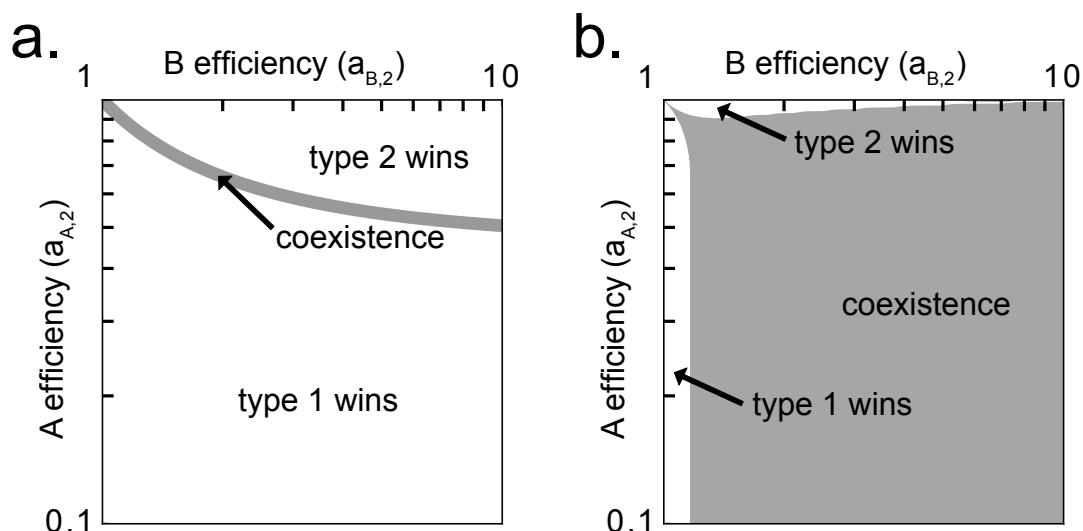 a.
B efficiency (a_B,2)
1
10
type 2 wins
coexistence
type 1 wins
A efficiency (a_A,2)
0.1
b.
B efficiency (a_B,2)
1
10
type 2 wins
coexistence
type 1 wins
A efficiency (a_A,2)
0.1